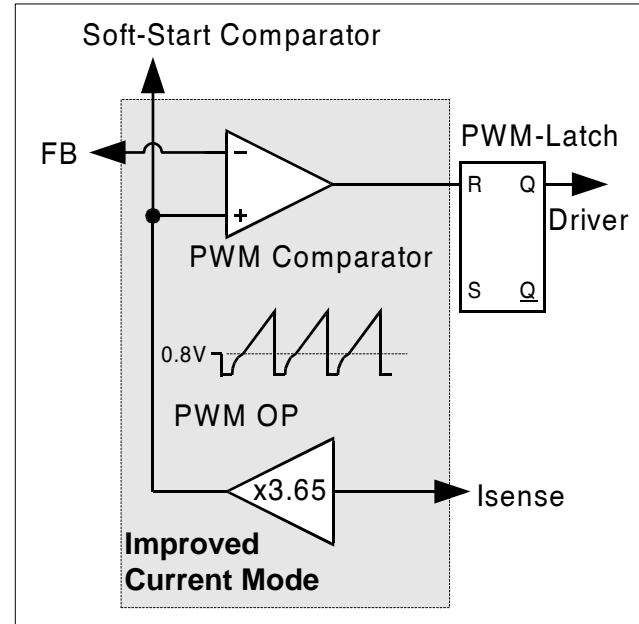 Soft-Start Comparator
FB
PWM-Latch
R Q
Driver
PWM Comparator
S Q
0.8V
PWM OP
x3.65
Isense
Improved
Current Mode